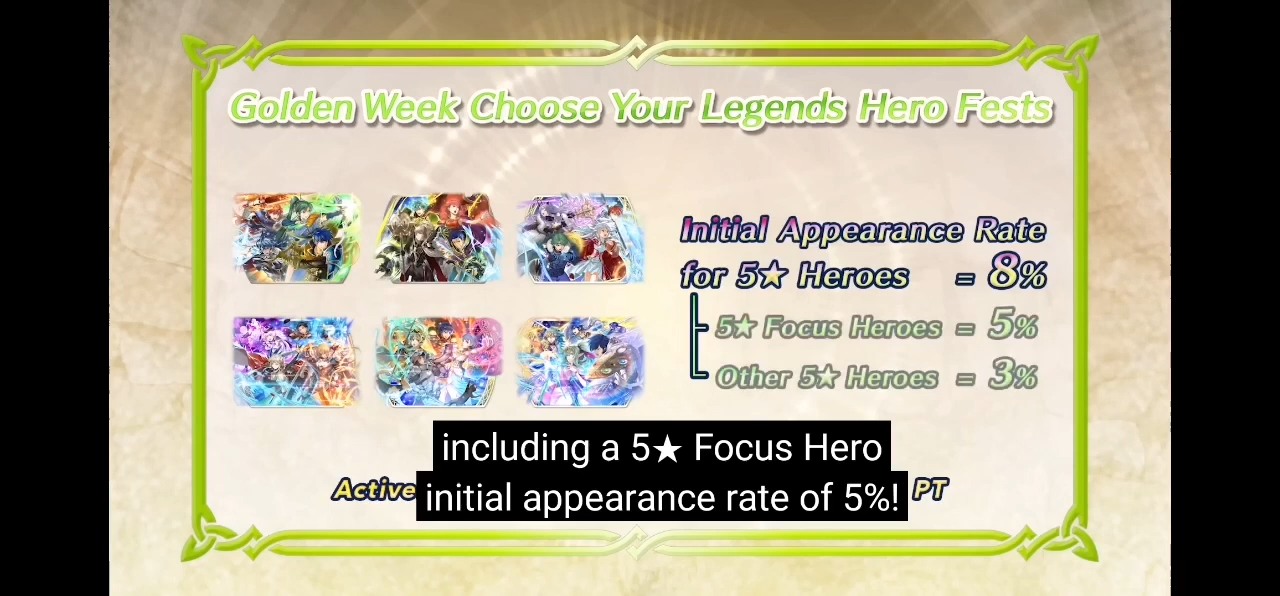 Golden Week Choose Your Legends Hero Fests
Initial Appearance Rate
for 5★ Heroes = 8%
5★ Focus Heroes = 5%
Other 5★ Heroes = 3%
including a 5★ Focus Hero
initial appearance rate of 5%!
Active PT